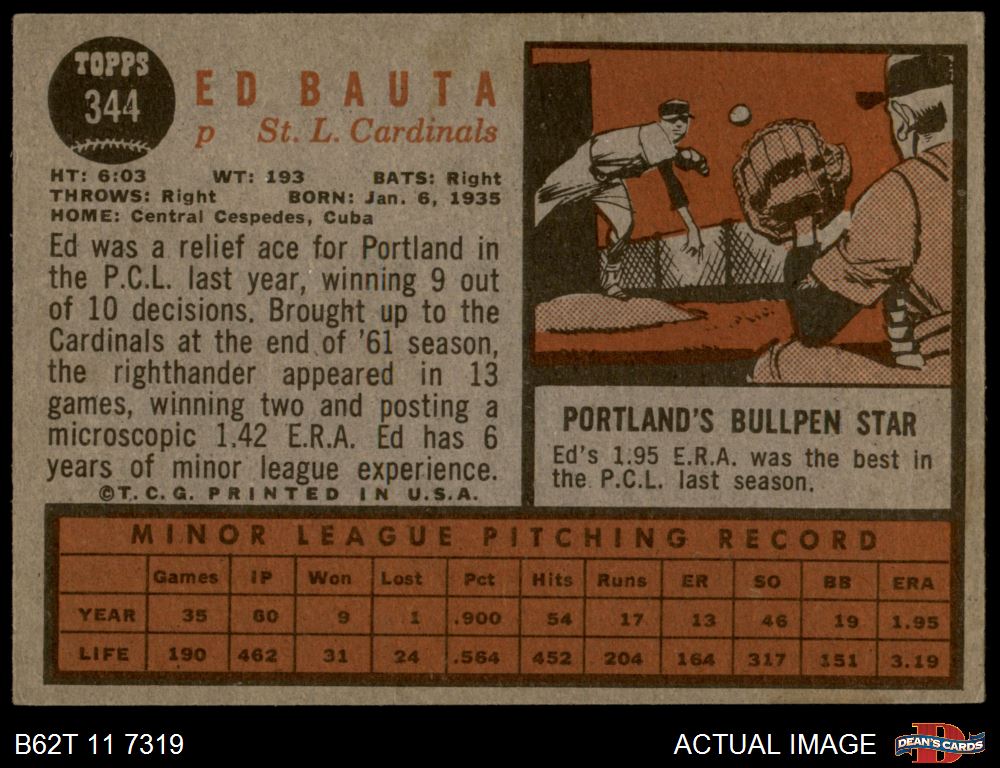 TOPPS
344
ED BAUTA
p St. L. Cardinals
HT: 6:03 WT: 193 BATS: Right
THROWS: Right BORN: Jan. 6, 1935
HOME: Central Cespedes, Cuba
Ed was a relief ace for Portland in
the P.C.L. last year, winning 9 out
of 10 decisions. Brought up to the
Cardinals at the end of '61 season,
the righthander appeared in 13
games, winning two and posting a
microscopic 1.42 E.R.A. Ed has 6
years of minor league experience.
©T.C.G. PRINTED IN U.S.A.
PORTLAND'S BULLPEN STAR
Ed's 1.95 E.R.A. was the best in
the P.C.L. last season.
MINOR LEAGUE PITCHING RECORD
Games IP Won Lost Pct Hits Runs ER SO BB ERA
YEAR 35 60 9 1 .900 54 17 13 46 19 1.95
LIFE 190 462 31 24 .564 452 204 164 317 151 3.19
B62T 11 7319
ACTUAL IMAGE
D
DEAN'S CARDS